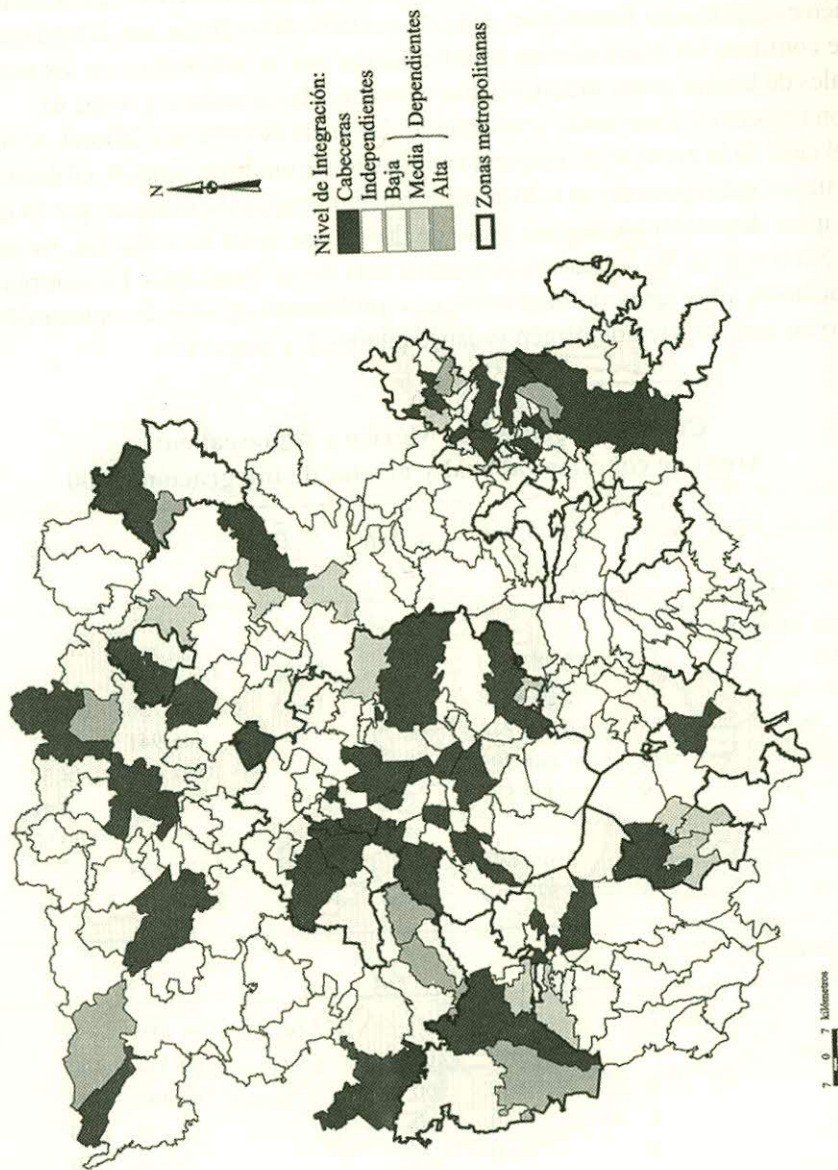 N
Nivel de Integración:
Cabeceras
Independientes
Baja
Media } Dependientes
Alta
Zonas metropolitanas
7 0 7 kilómetros